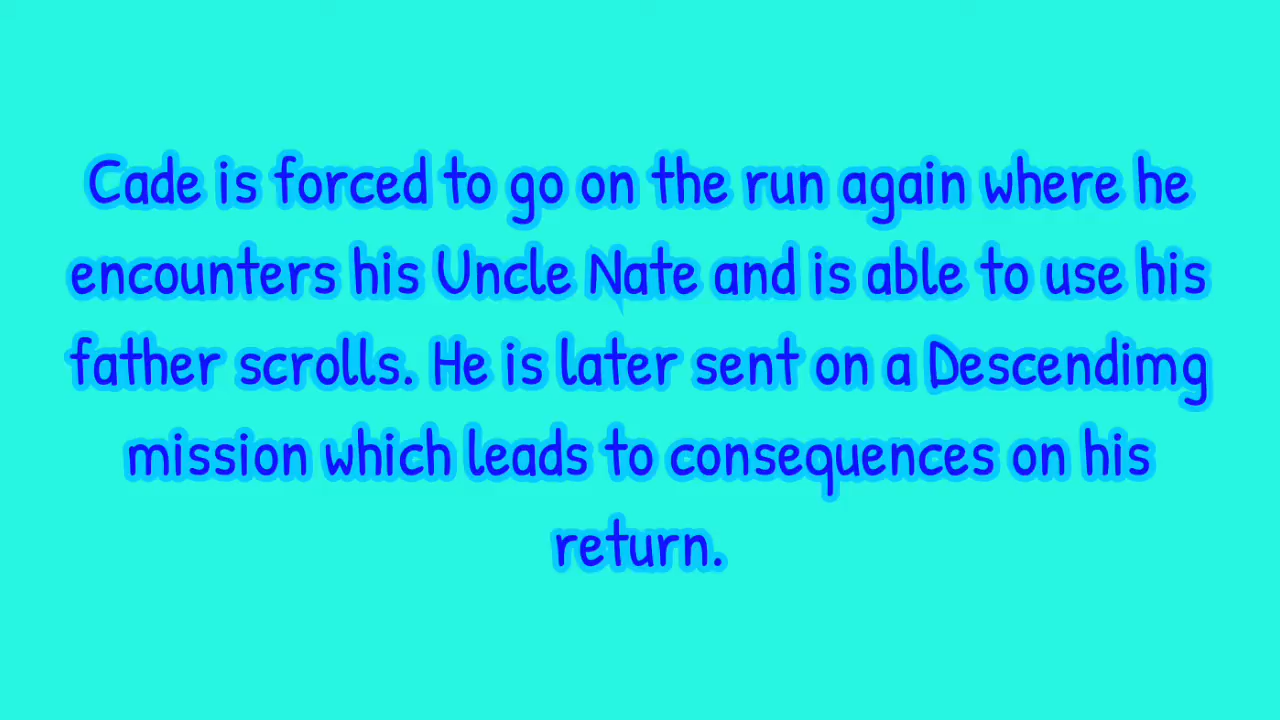 Cade is forced to go on the run again where he
encounters his Uncle Nate and is able to use his
father scrolls. He is later sent on a Descendimg
mission which leads to consequences on his
return.